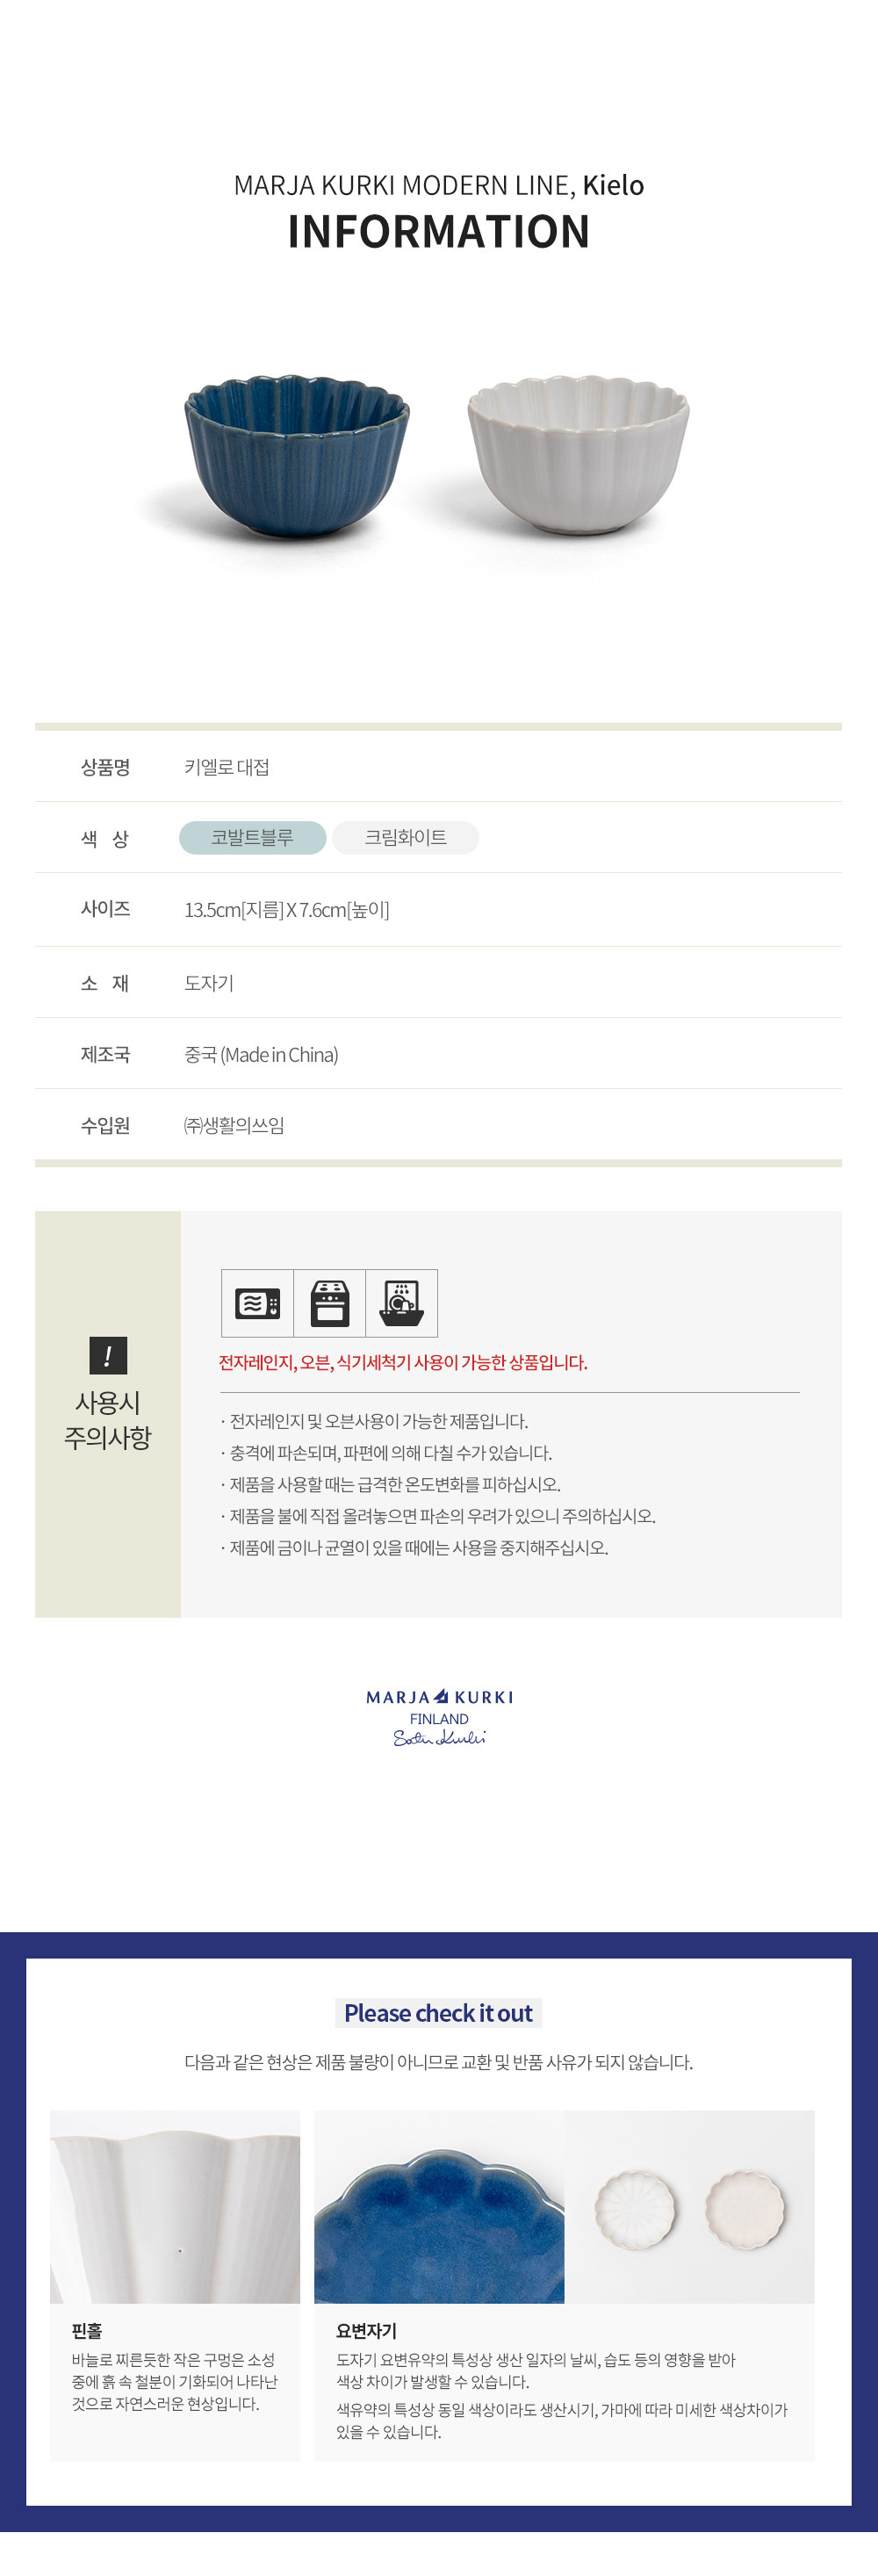 MARJA KURKI MODERN LINE, Kielo
INFORMATION
상품명 키엘로 대접
색 상 코발트블루 크림화이트
사이즈 13.5cm[지름] X 7.6cm[높이]
소 재 도자기
제조국 중국 (Made in China)
수입원 ㈜생활의쓰임
!
사용시
주의사항
전자레인지, 오븐, 식기세척기 사용이 가능한 상품입니다.
· 전자레인지 및 오븐사용이 가능한 제품입니다.
· 충격에 파손되며, 파편에 의해 다칠 수가 있습니다.
· 제품을 사용할 때는 급격한 온도변화를 피하십시오.
· 제품을 불에 직접 올려놓으면 파손의 우려가 있으니 주의하십시오.
· 제품에 금이나 균열이 있을 때에는 사용을 중지해주십시오.
MARJA KURKI
FINLAND
Satu Kurki
Please check it out
다음과 같은 현상은 제품 불량이 아니므로 교환 및 반품 사유가 되지 않습니다.
핀홀
바늘로 찌른듯한 작은 구멍은 소성
중에 흙 속 철분이 기화되어 나타난
것으로 자연스러운 현상입니다.
요변자기
도자기 요변유약의 특성상 생산 일자의 날씨, 습도 등의 영향을 받아
색상 차이가 발생할 수 있습니다.
색유약의 특성상 동일 색상이라도 생산시기, 가마에 따라 미세한 색상차이가
있을 수 있습니다.